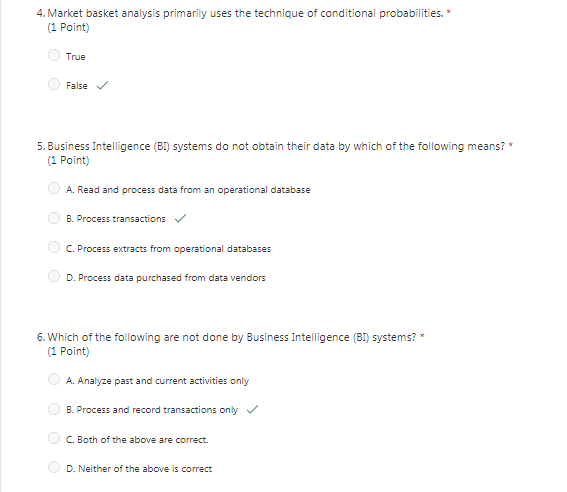 4. Market basket analysis primarily uses the technique of conditional probabilities. *
(1 Point)
True
False
5. Business Intelligence (BI) systems do not obtain their data by which of the following means? *
(1 Point)
A. Read and process data from an operational database
B. Process transactions
C. Process extracts from operational databases
D. Process data purchased from data vendors
6. Which of the following are not done by Business Intelligence (BI) systems? *
(1 Point)
A. Analyze past and current activities only
B. Process and record transactions only
C. Both of the above are correct.
D. Neither of the above is correct